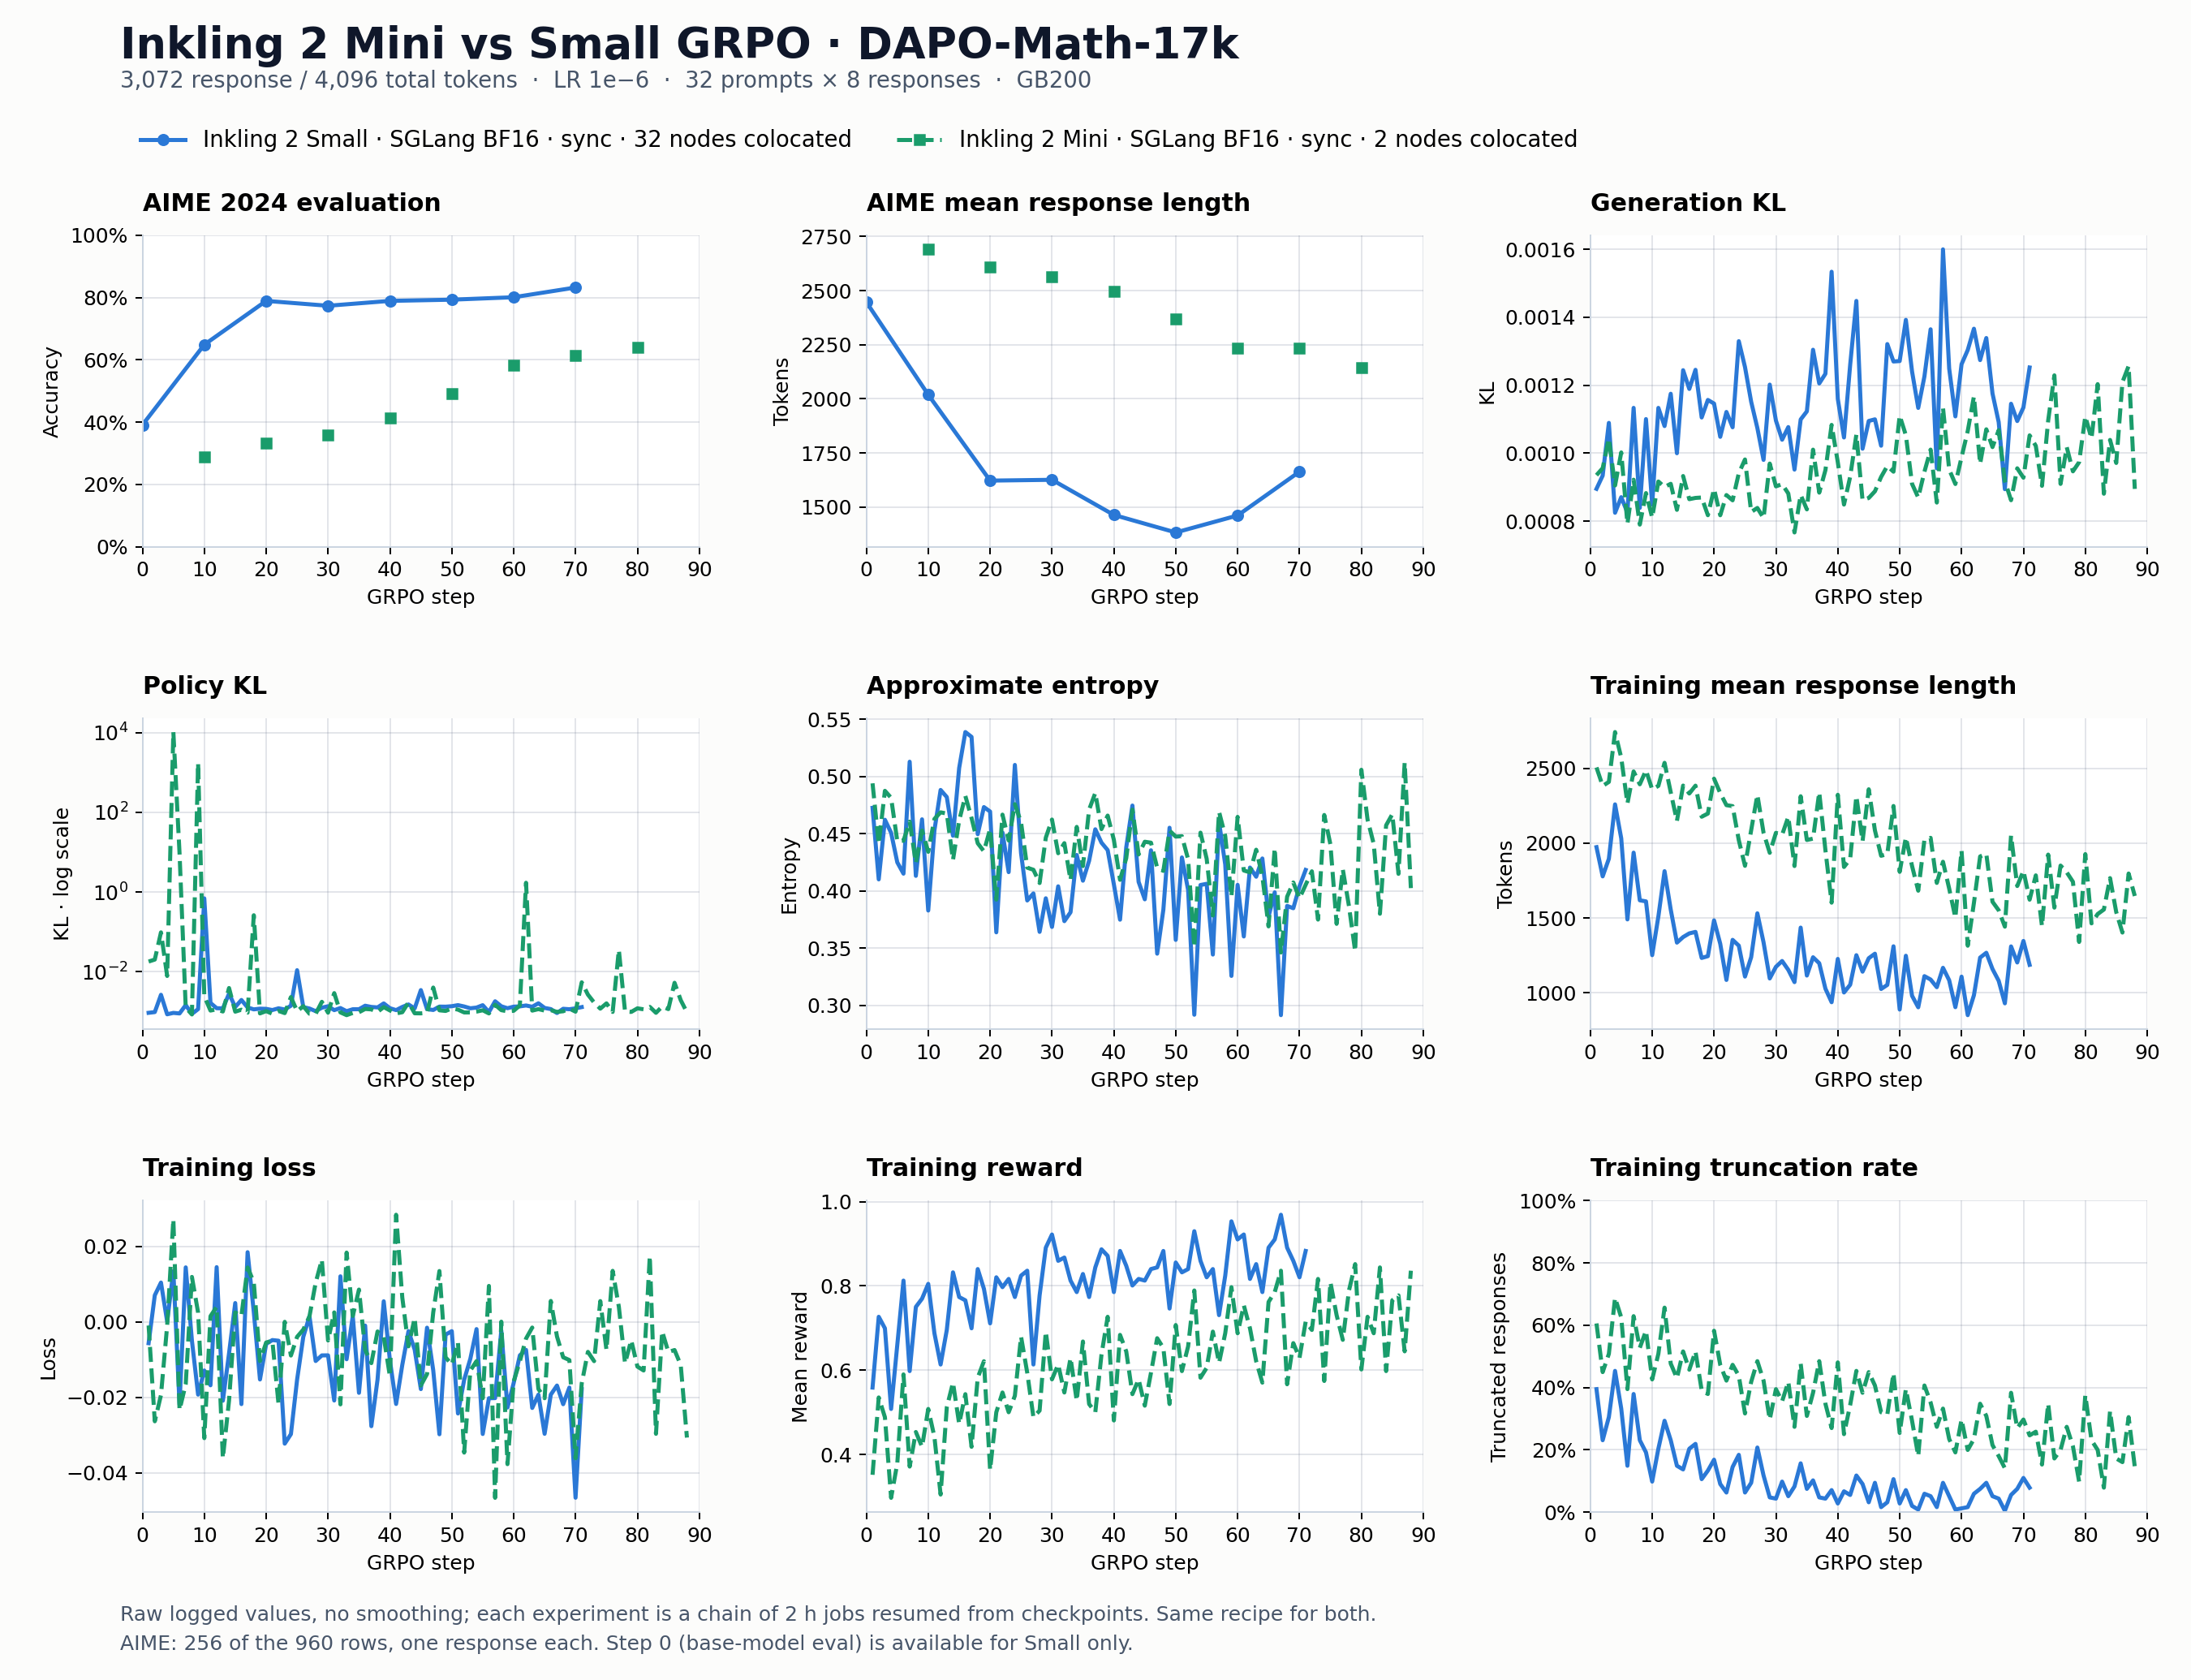 Inkling 2 Mini vs Small GRPO · DAPO-Math-17k
3,072 response / 4,096 total tokens · LR 1e−6 · 32 prompts × 8 responses · GB200
Inkling 2 Small · SGLang BF16 · sync · 32 nodes colocated
Inkling 2 Mini · SGLang BF16 · sync · 2 nodes colocated
AIME 2024 evaluation
Accuracy
100%
80%
60%
40%
20%
0%
0 10 20 30 40 50 60 70 80 90
GRPO step
AIME mean response length
Tokens
2750
2500
2250
2000
1750
1500
0 10 20 30 40 50 60 70 80 90
GRPO step
Generation KL
KL
0.0016
0.0014
0.0012
0.0010
0.0008
0 10 20 30 40 50 60 70 80 90
GRPO step
Policy KL
KL · log scale
10⁴
10²
10⁰
10⁻²
0 10 20 30 40 50 60 70 80 90
GRPO step
Approximate entropy
Entropy
0.55
0.50
0.45
0.40
0.35
0.30
0 10 20 30 40 50 60 70 80 90
GRPO step
Training mean response length
Tokens
2500
2000
1500
1000
0 10 20 30 40 50 60 70 80 90
GRPO step
Training loss
Loss
0.02
0.00
−0.02
−0.04
0 10 20 30 40 50 60 70 80 90
GRPO step
Training reward
Mean reward
1.0
0.8
0.6
0.4
0 10 20 30 40 50 60 70 80 90
GRPO step
Training truncation rate
Truncated responses
100%
80%
60%
40%
20%
0%
0 10 20 30 40 50 60 70 80 90
GRPO step
Raw logged values, no smoothing; each experiment is a chain of 2 h jobs resumed from checkpoints. Same recipe for both.
AIME: 256 of the 960 rows, one response each. Step 0 (base-model eval) is available for Small only.